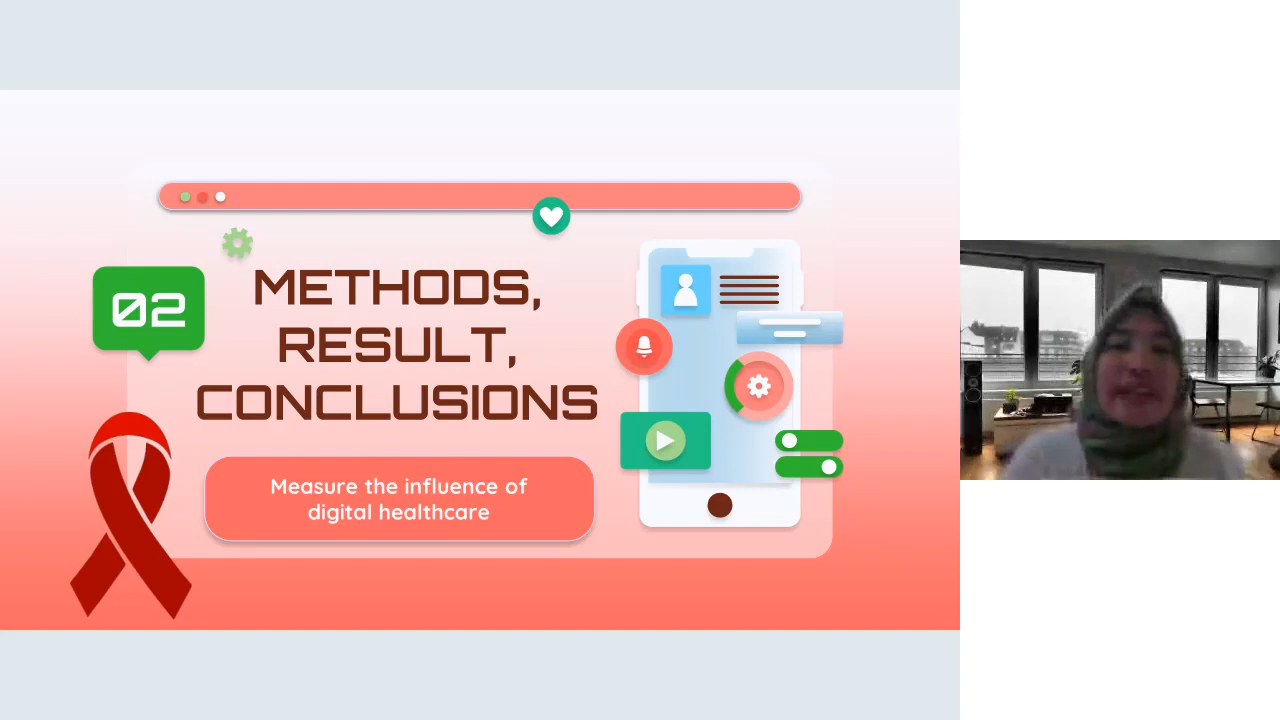 02
METHODS,
RESULT,
CONCLUSIONS
Measure the influence of
digital healthcare